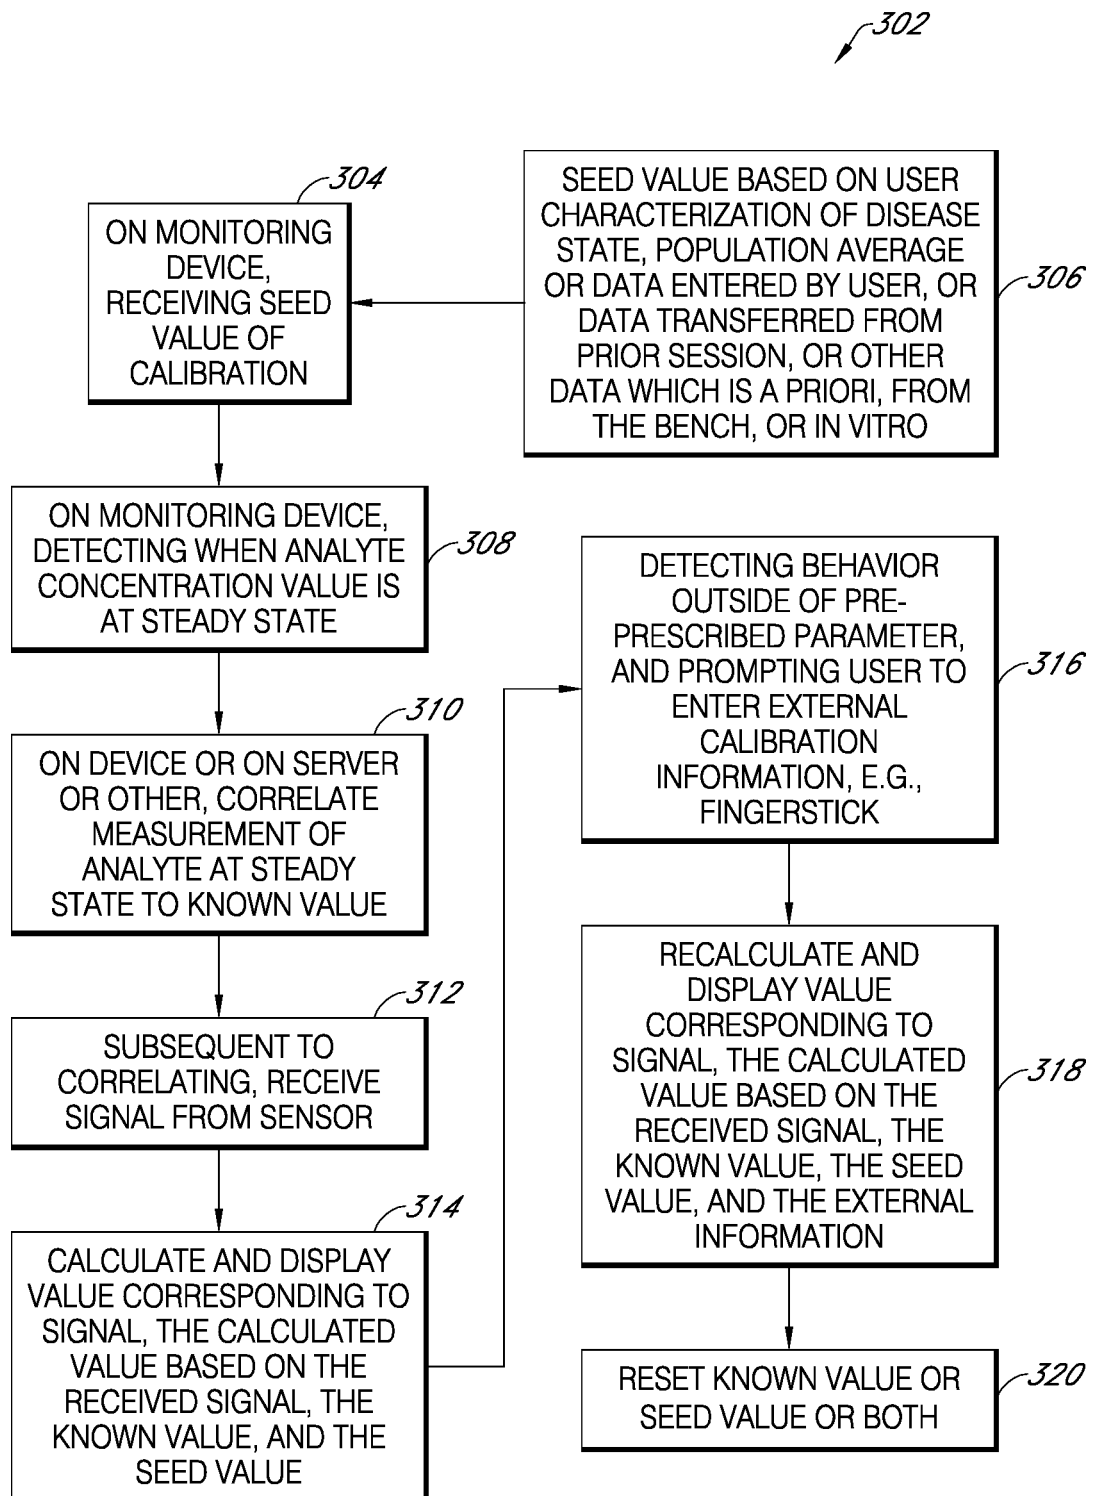 302
304
ON MONITORING
DEVICE,
RECEIVING SEED
VALUE OF
CALIBRATION
SEED VALUE BASED ON USER
CHARACTERIZATION OF DISEASE
STATE, POPULATION AVERAGE
OR DATA ENTERED BY USER, OR
DATA TRANSFERRED FROM
PRIOR SESSION, OR OTHER
DATA WHICH IS A PRIORI, FROM
THE BENCH, OR IN VITRO
306
ON MONITORING DEVICE,
DETECTING WHEN ANALYTE
CONCENTRATION VALUE IS
AT STEADY STATE
308
310
ON DEVICE OR ON SERVER
OR OTHER, CORRELATE
MEASUREMENT OF
ANALYTE AT STEADY
STATE TO KNOWN VALUE
312
SUBSEQUENT TO
CORRELATING, RECEIVE
SIGNAL FROM SENSOR
314
CALCULATE AND DISPLAY
VALUE CORRESPONDING TO
SIGNAL, THE CALCULATED
VALUE BASED ON THE
RECEIVED SIGNAL, THE
KNOWN VALUE, AND THE
SEED VALUE
DETECTING BEHAVIOR
OUTSIDE OF PRE-
PRESCRIBED PARAMETER,
AND PROMPTING USER TO
ENTER EXTERNAL
CALIBRATION
INFORMATION, E.G.,
FINGERSTICK
316
RECALCULATE AND
DISPLAY VALUE
CORRESPONDING TO
SIGNAL, THE CALCULATED
VALUE BASED ON THE
RECEIVED SIGNAL, THE
KNOWN VALUE, THE SEED
VALUE, AND THE EXTERNAL
INFORMATION
318
RESET KNOWN VALUE OR
SEED VALUE OR BOTH
320